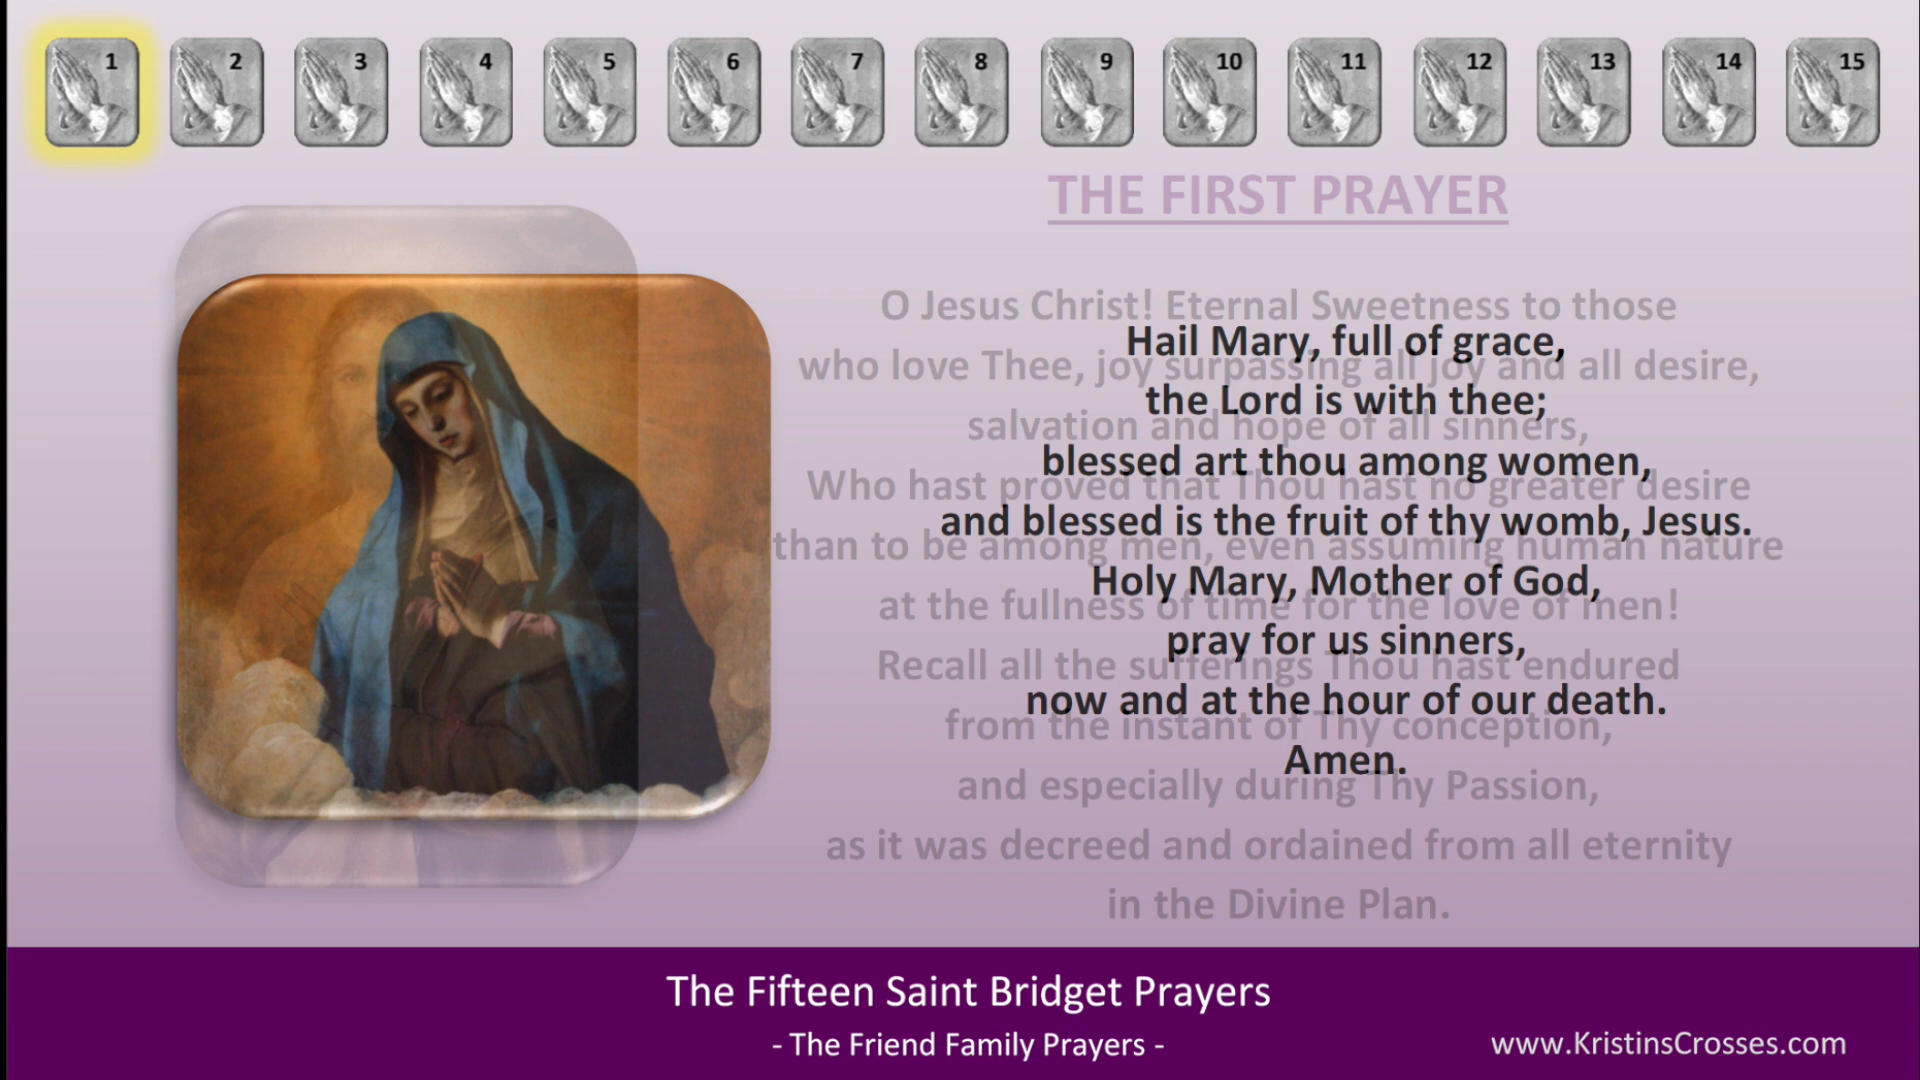 1 2 3 4 5 6 7 8 9 10 11 12 13 14 15
THE FIRST PRAYER
O Jesus Christ! Eternal Sweetness to those
who love Thee, joy surpassing all joy and all desire,
salvation and hope of all sinners,
Who hast proved that Thou hast no greater desire
than to be among men, even assuming human nature
at the fullness of time for the love of men!
Recall all the sufferings Thou hast endured
from the instant of Thy conception,
and especially during Thy Passion,
as it was decreed and ordained from all eternity
in the Divine Plan.
Hail Mary, full of grace,
the Lord is with thee;
blessed art thou among women,
and blessed is the fruit of thy womb, Jesus.
Holy Mary, Mother of God,
pray for us sinners,
now and at the hour of our death.
Amen.
The Fifteen Saint Bridget Prayers
- The Friend Family Prayers -
www.KristinsCrosses.com